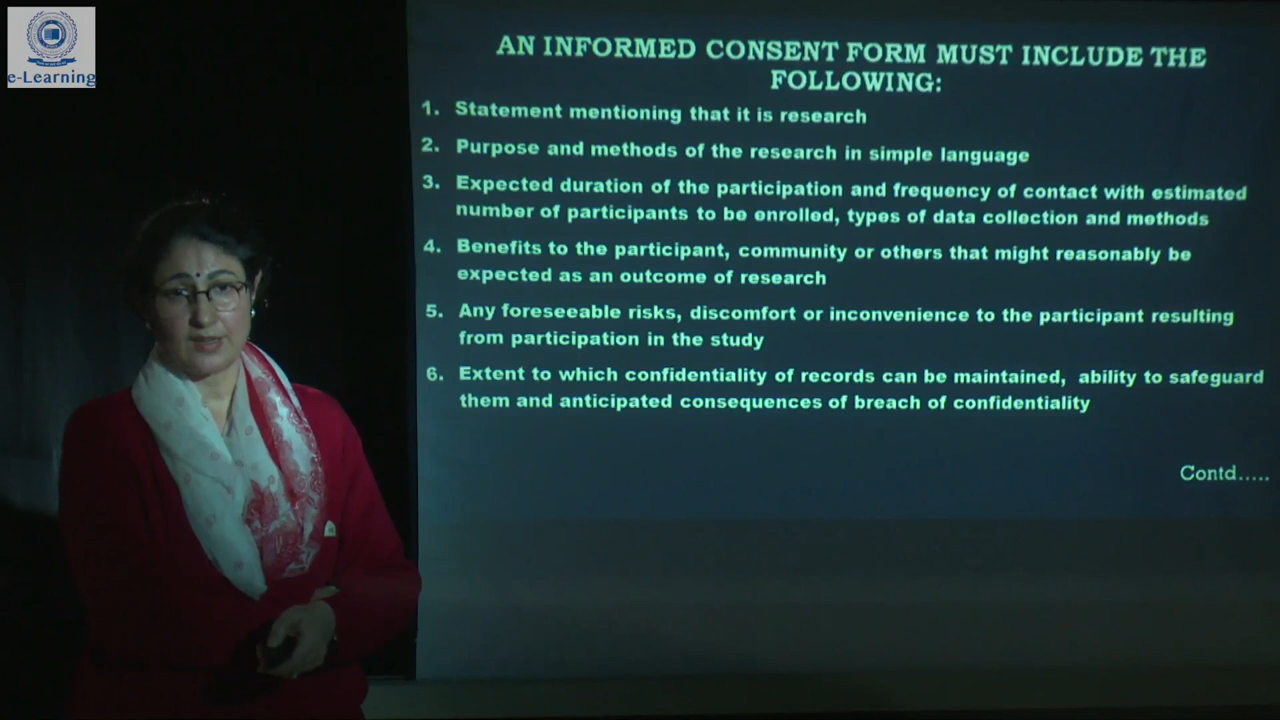 e-Learning
AN INFORMED CONSENT FORM MUST INCLUDE THE
FOLLOWING:
1. Statement mentioning that it is research
2. Purpose and methods of the research in simple language
3. Expected duration of the participation and frequency of contact with estimated
number of participants to be enrolled, types of data collection and methods
4. Benefits to the participant, community or others that might reasonably be
expected as an outcome of research
5. Any foreseeable risks, discomfort or inconvenience to the participant resulting
from participation in the study
6. Extent to which confidentiality of records can be maintained, ability to safeguard
them and anticipated consequences of breach of confidentiality
Contd.....